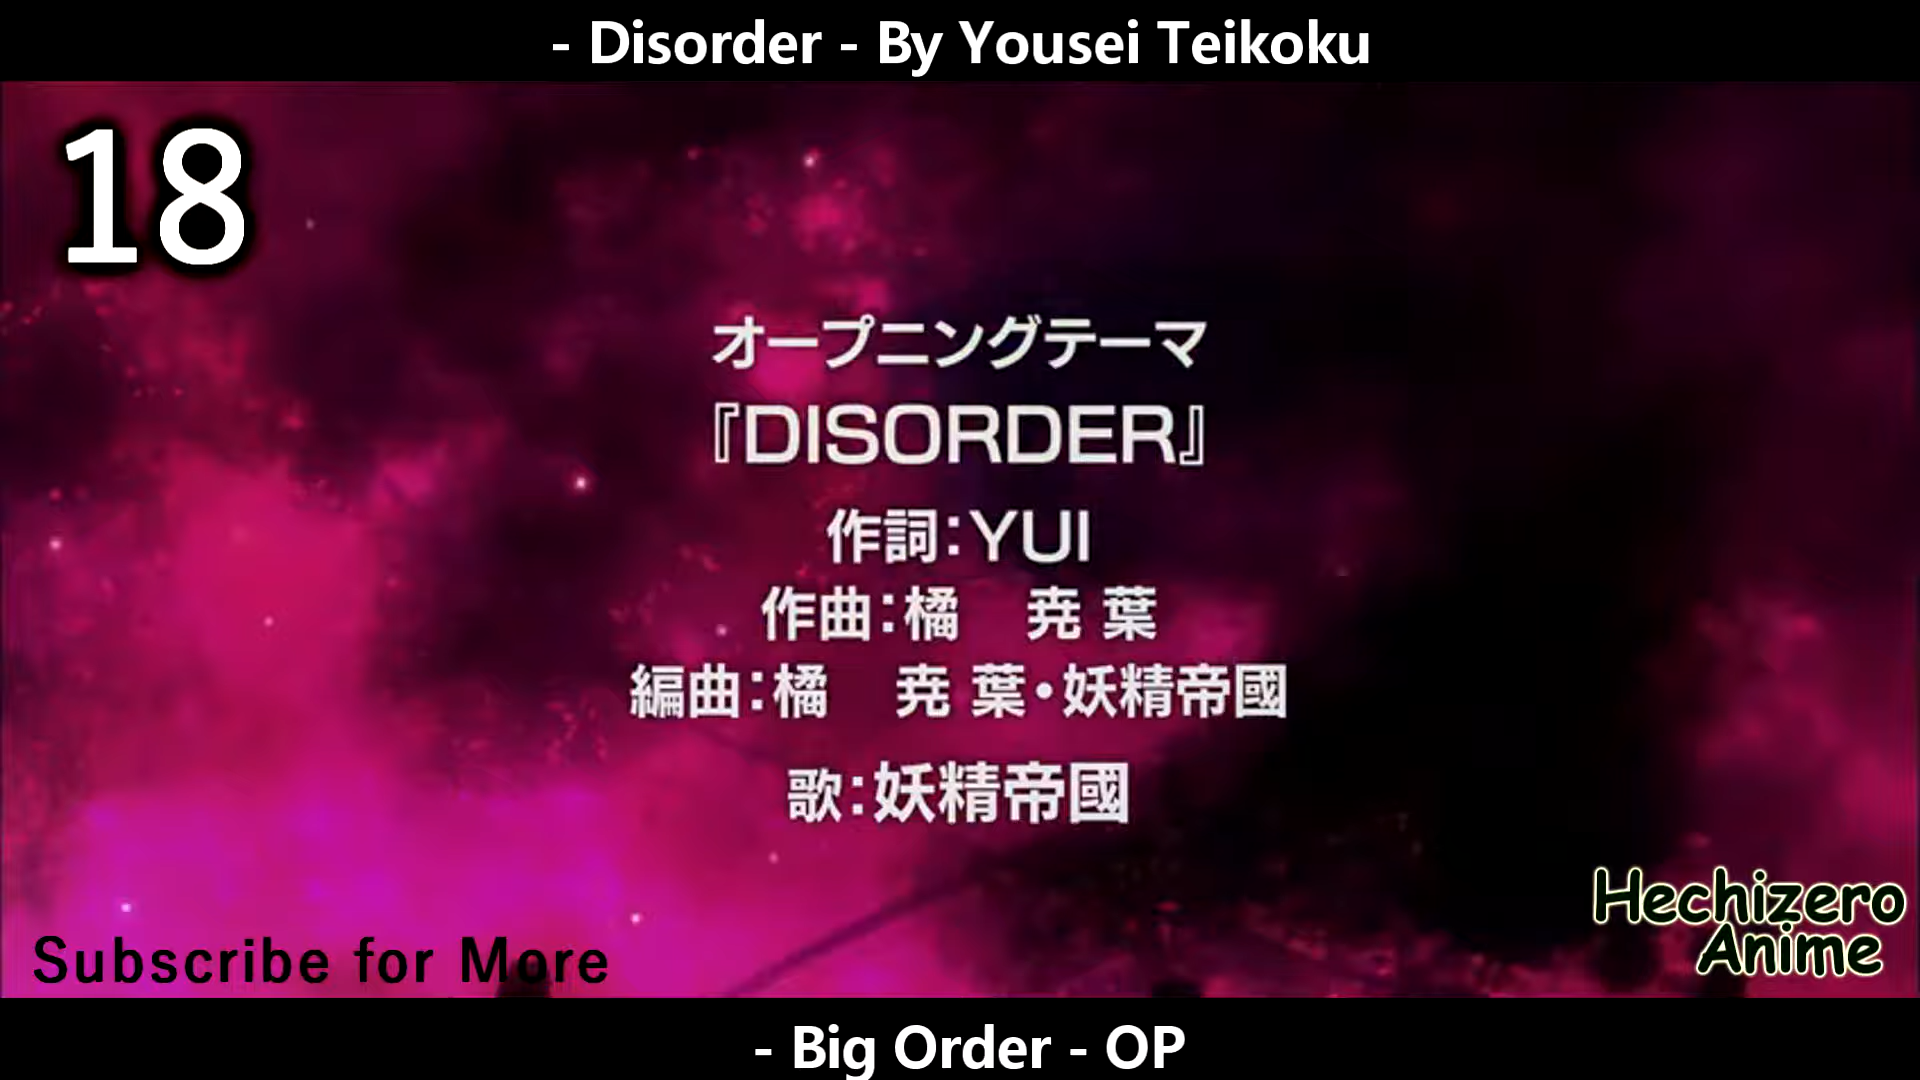 - Disorder - By Yousei Teikoku
18
オープニングテーマ
『DISORDER』
作詞：YUI
作曲：橘　尭葉
編曲：橘　尭葉・妖精帝國
歌：妖精帝國
Hechizero
Anime
Subscribe for More
- Big Order - OP